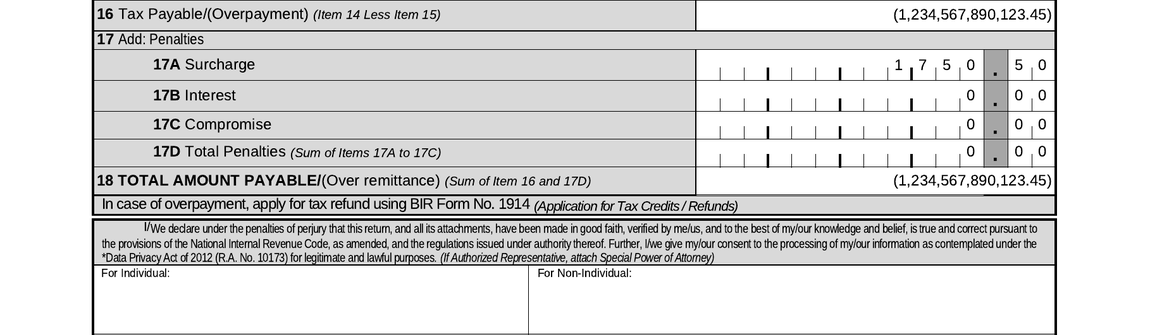 16 Tax Payable/(Overpayment) (Item 14 Less Item 15) (1,234,567,890,123.45)
17 Add: Penalties
17A Surcharge 1 7 5 0 . 5 0
17B Interest 0 . 0 0
17C Compromise 0 . 0 0
17D Total Penalties (Sum of Items 17A to 17C) 0 . 0 0
18 TOTAL AMOUNT PAYABLE/(Over remittance) (Sum of Item 16 and 17D) (1,234,567,890,123.45)
In case of overpayment, apply for tax refund using BIR Form No. 1914 (Application for Tax Credits / Refunds)
I/We declare under the penalties of perjury that this return, and all its attachments, have been made in good faith, verified by me/us, and to the best of my/our knowledge and belief, is true and correct pursuant to
the provisions of the National Internal Revenue Code, as amended, and the regulations issued under authority thereof. Further, I/we give my/our consent to the processing of my/our information as contemplated under the
*Data Privacy Act of 2012 (R.A. No. 10173) for legitimate and lawful purposes. (If Authorized Representative, attach Special Power of Attorney)
For Individual: For Non-Individual: